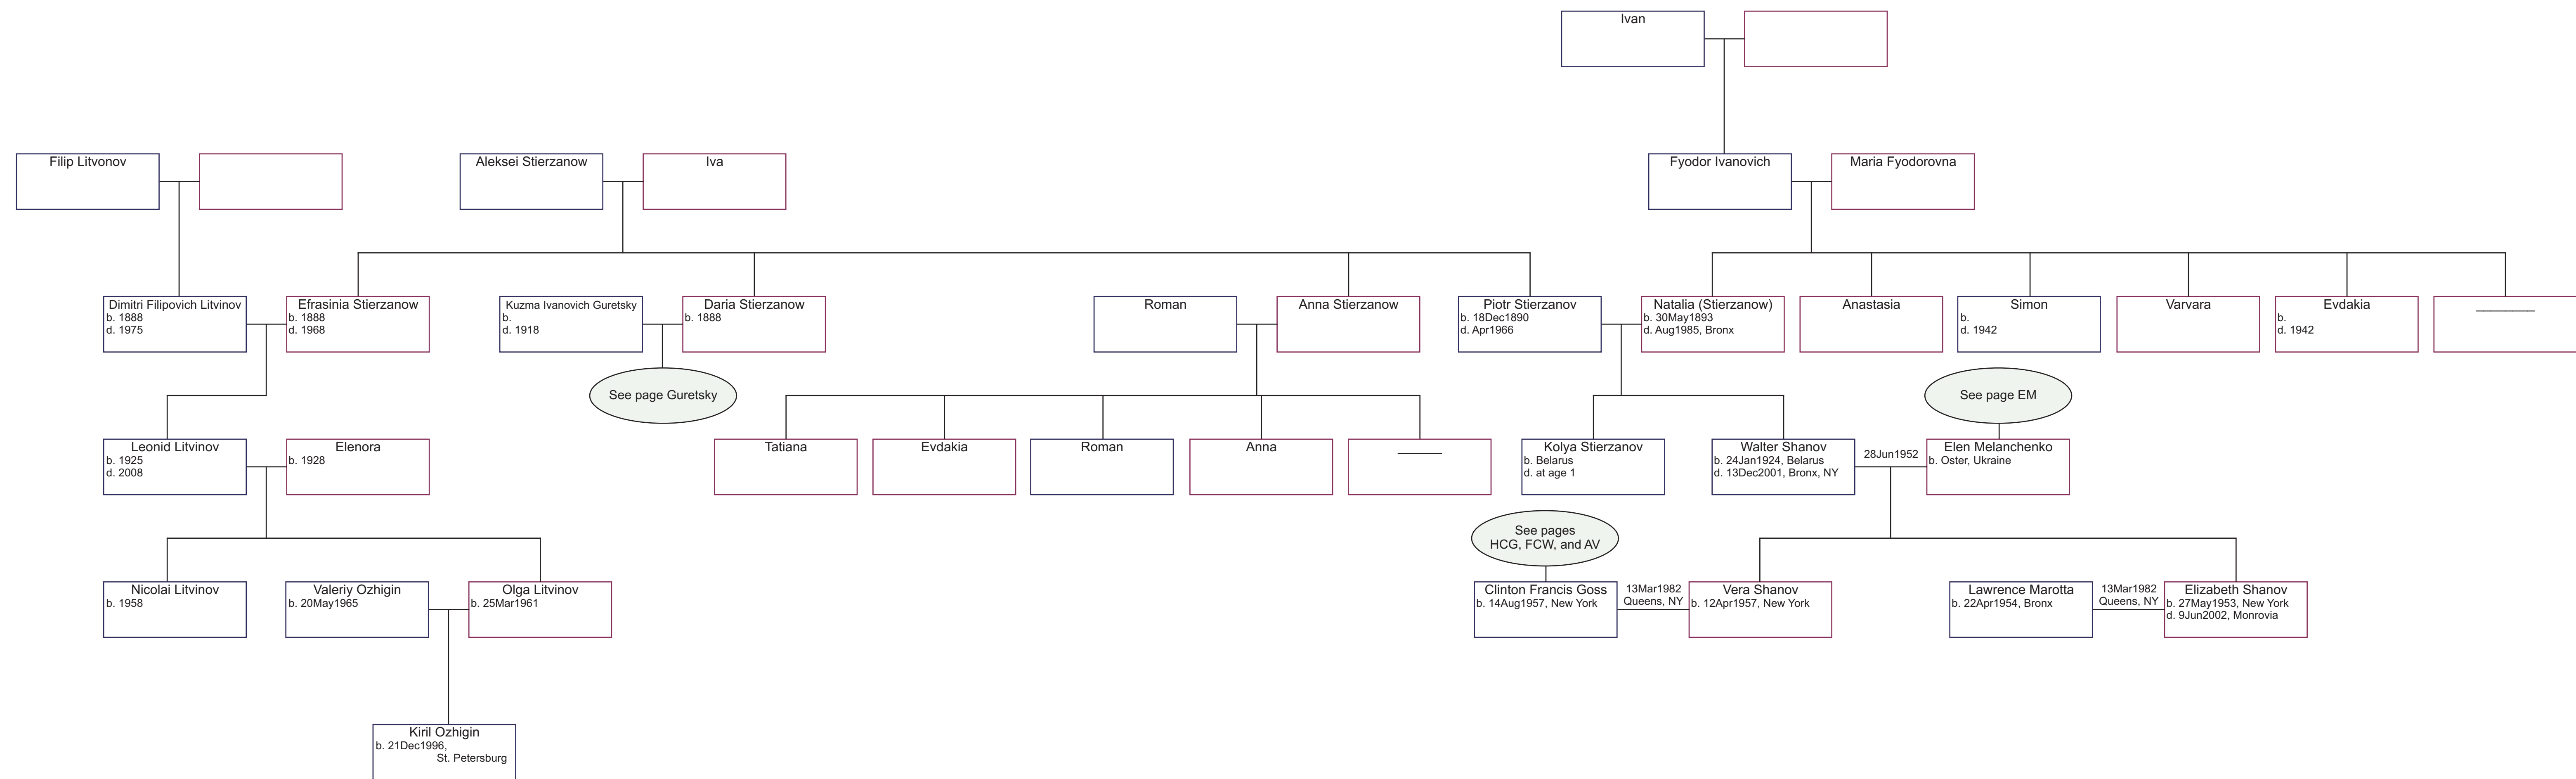 Ivan
Filip Litvonov
Aleksei Stierzanow
Iva
Fyodor Ivanovich
Maria Fyodorovna
Dimitri Filipovich Litvinov
b. 1888
d. 1975
Efrasinia Stierzanow
b. 1888
d. 1968
Kuzma Ivanovich Guretsky
b.
d. 1918
Daria Stierzanow
b. 1888
Roman
Anna Stierzanow
Piotr Stierzanov
b. 18Dec1890
d. Apr1966
Natalia (Stierzanow)
b. 30May1893
d. Aug1985, Bronx
Anastasia
Simon
b.
d. 1942
Varvara
Evdakia
b.
d. 1942
See page Guretsky
See page EM
Leonid Litvinov
b. 1925
d. 2008
Elenora
b. 1928
Tatiana
Evdakia
Roman
Anna
Kolya Stierzanov
b. Belarus
d. at age 1
Walter Shanov
b. 24Jan1924, Belarus
d. 13Dec2001, Bronx, NY
28Jun1952
Elen Melanchenko
b. Oster, Ukraine
See pages
HCG, FCW, and AV
Nicolai Litvinov
b. 1958
Valeriy Ozhigin
b. 20May1965
Olga Litvinov
b. 25Mar1961
Clinton Francis Goss
b. 14Aug1957, New York
13Mar1982
Queens, NY
Vera Shanov
b. 12Apr1957, New York
Lawrence Marotta
b. 22Apr1954, Bronx
13Mar1982
Queens, NY
Elizabeth Shanov
b. 27May1953, New York
d. 9Jun2002, Monrovia
Kiril Ozhigin
b. 21Dec1996,
St. Petersburg